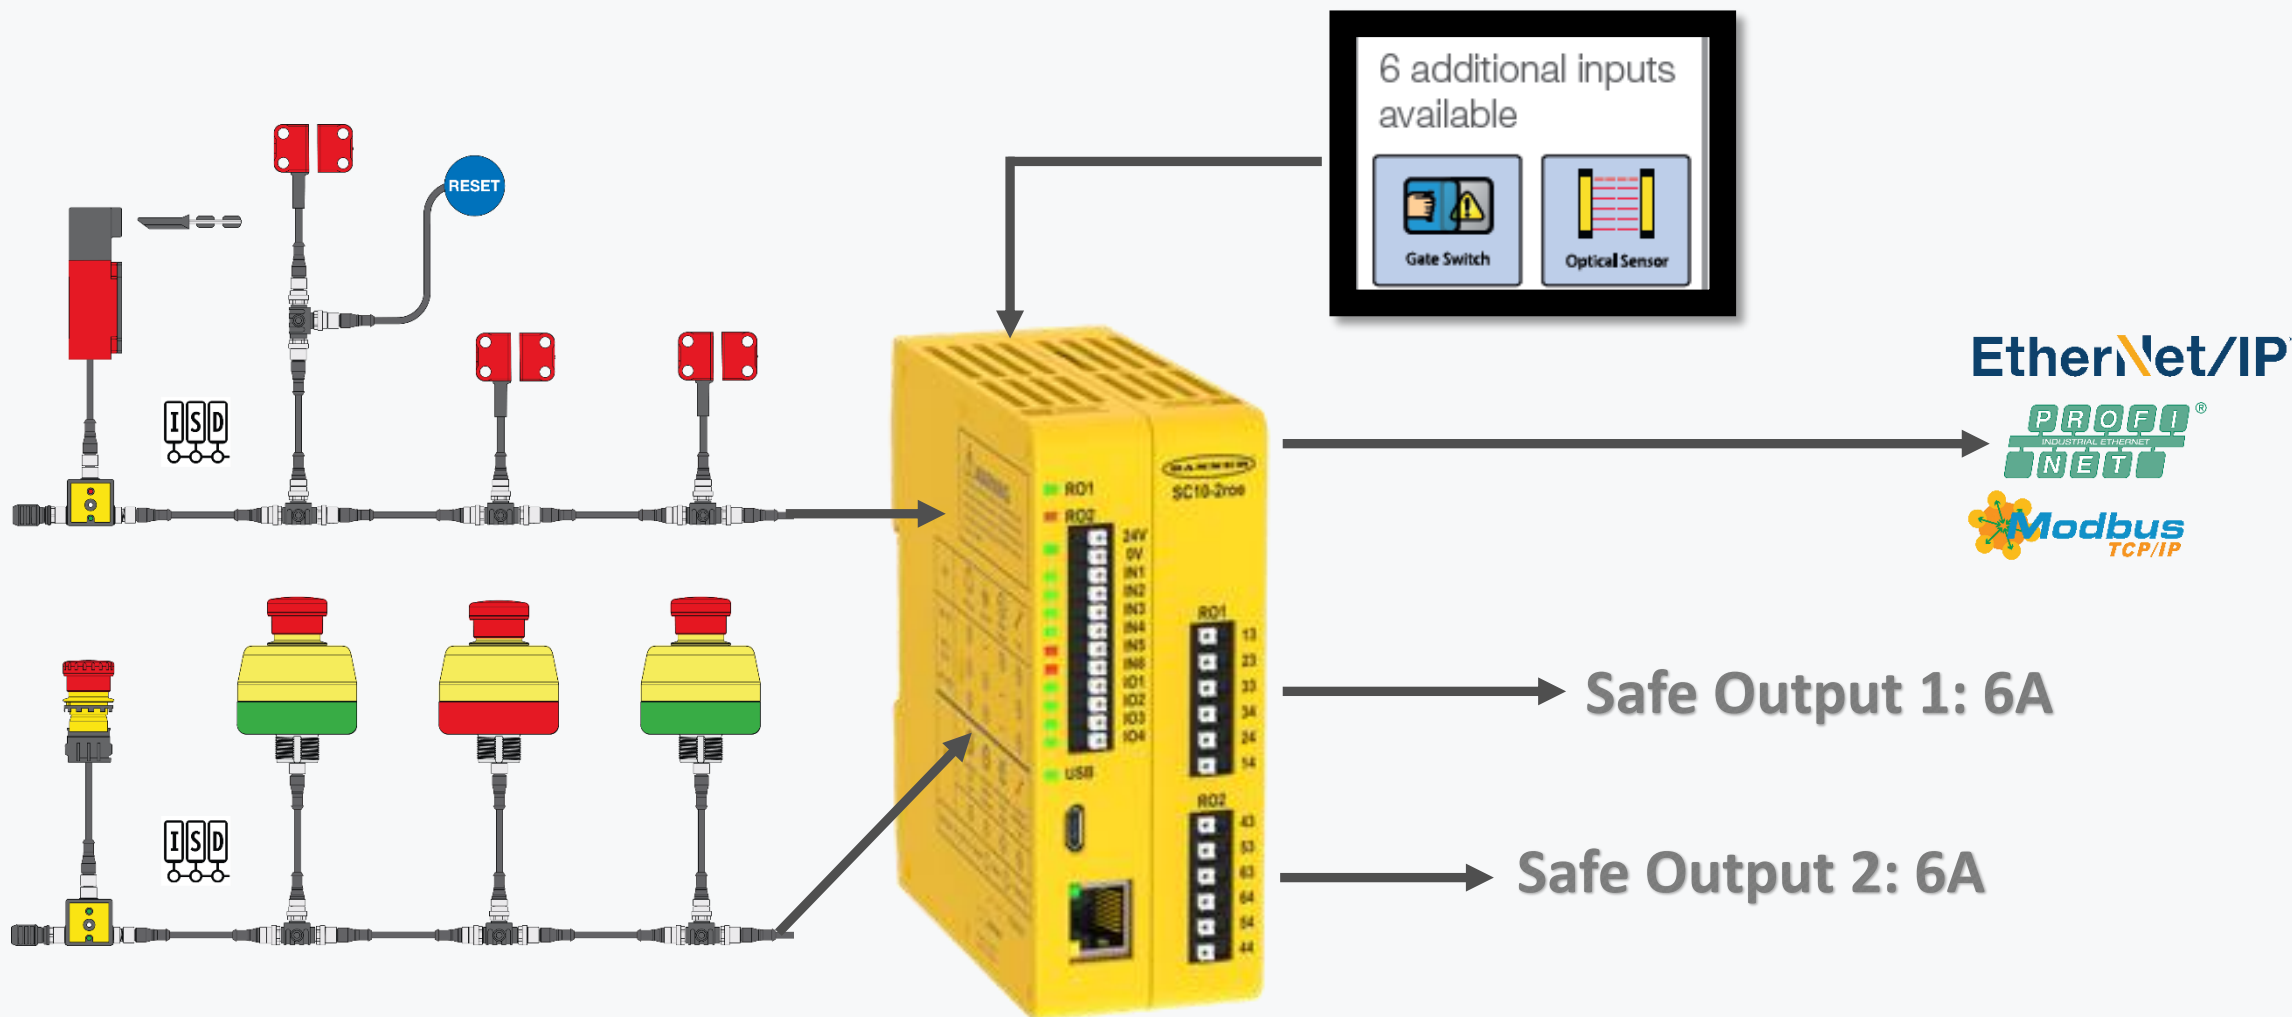 6 additional inputs
available
Gate Switch
Optical Sensor
RESET
ISD
ISD
EtherNet/IP
PROFI®
INDUSTRIAL ETHERNET
NET
Modbus
TCP/IP
BANNER
SC10-2roe
RO1
RO2
24V
0V
IN1
IN2
IN3
IN4
IN5
IN6
IO1
IO2
IO3
IO4
USB
RO1
13
23
33
34
24
14
RO2
43
53
63
64
54
44
WARNING
Safe Output 1: 6A
Safe Output 2: 6A